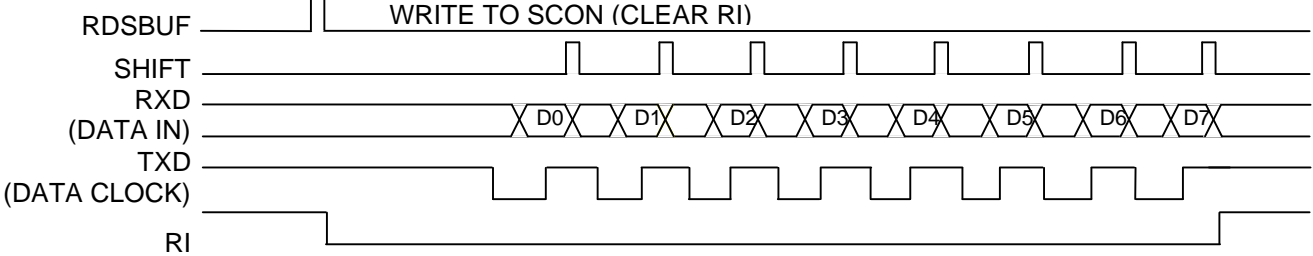 WRITE TO SCON (CLEAR RI)
RDSBUF
SHIFT
RXD
(DATA IN)
D0 D1 D2 D3 D4 D5 D6 D7
TXD
(DATA CLOCK)
RI